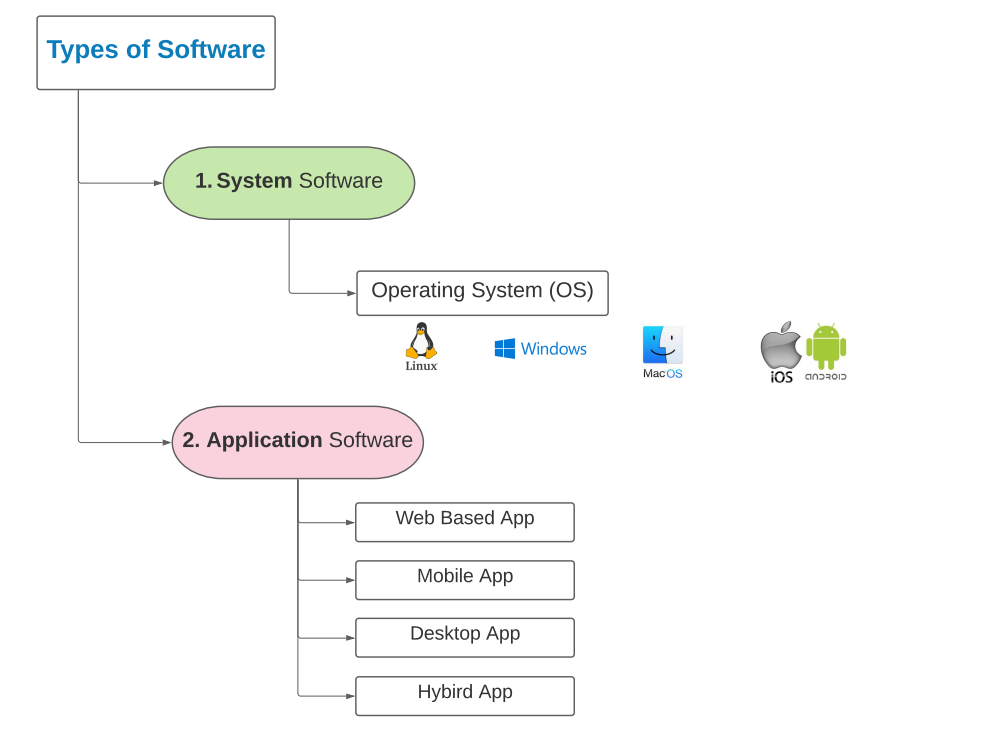 Types of Software
1. System Software
Operating System (OS)
Linux
Windows
MacOS
iOS
ANDROID
2. Application Software
Web Based App
Mobile App
Desktop App
Hybird App